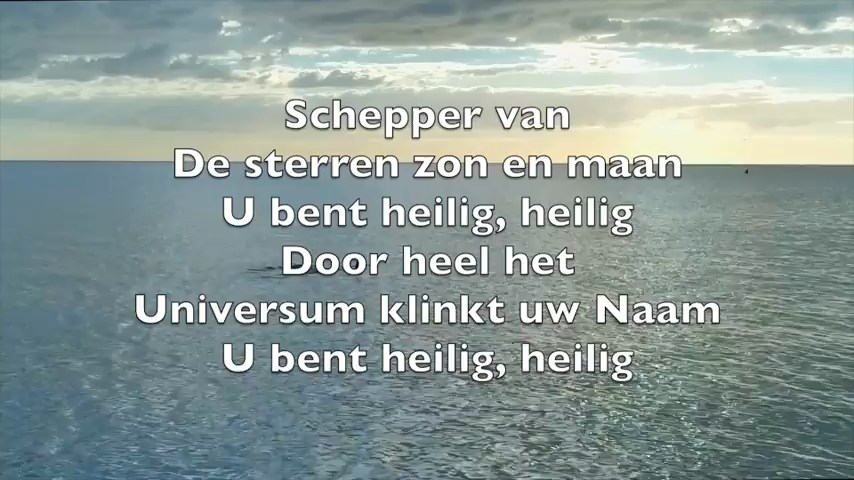 Schepper van
De sterren zon en maan
U bent heilig, heilig
Door heel het
Universum klinkt uw Naam
U bent heilig, heilig